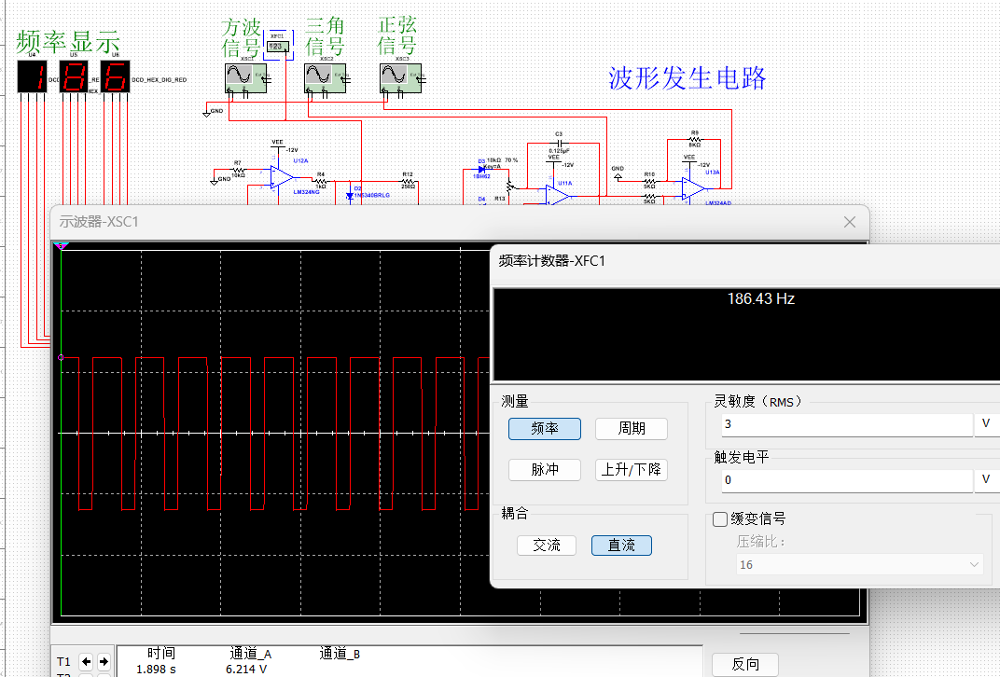 频率显示
方波
信号
三角
信号
正弦
信号
XFC1
123
U4
U5
U6
XSC1
XSC2
XSC3
186
DCD_HEX_DIG_RED
波形发生电路
GND
VEE
-12V
R7
10kΩ
GND
U12A
LM324NG
R4
1kΩ
D2
1N5340BRLG
R12
250Ω
D3
10kΩ 70 %
Key=A
1BH62
D4
R13
C3
0.125µF
VEE
-12V
U11A
GND
R10
5KΩ
5KΩ
R9
8KΩ
VEE
-12V
U13A
LM324AD
示波器-XSC1
频率计数器-XFC1
186.43 Hz
测量
频率
周期
脉冲
上升/下降
耦合
交流
直流
灵敏度（RMS）
3
V
触发电平
0
V
缓变信号
压缩比：
16
T1
时间
通道_A
通道_B
1.898 s
6.214 V
反向